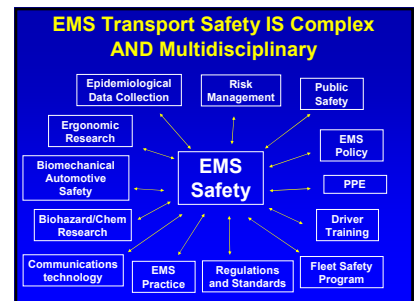 EMS Transport Safety IS Complex
AND Multidisciplinary
Epidemiological
Data Collection
Risk
Management
Public
Safety
Ergonomic
Research
EMS
Policy
Biomechanical
Automotive
Safety
EMS
Safety
PPE
Biohazard/Chem
Research
Driver
Training
Communications
technology
EMS
Practice
Regulations
and Standards
Fleet Safety
Program